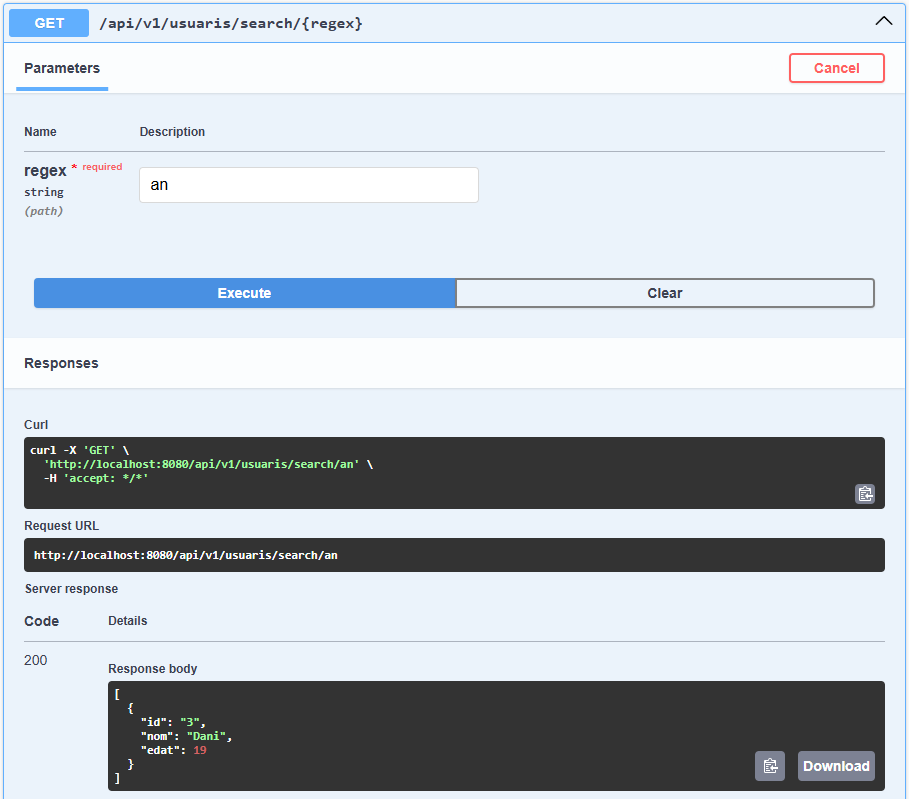 GET /api/v1/usuaris/search/{regex}
Parameters Cancel
Name Description
regex * required
string
(path)
an
Execute Clear
Responses
Curl
curl -X 'GET' \
  'http://localhost:8080/api/v1/usuaris/search/an' \
  -H 'accept: */*'
Request URL
http://localhost:8080/api/v1/usuaris/search/an
Server response
Code Details
200
Response body
[
  {
    "id": "3",
    "nom": "Dani",
    "edat": 19
  }
]
Download